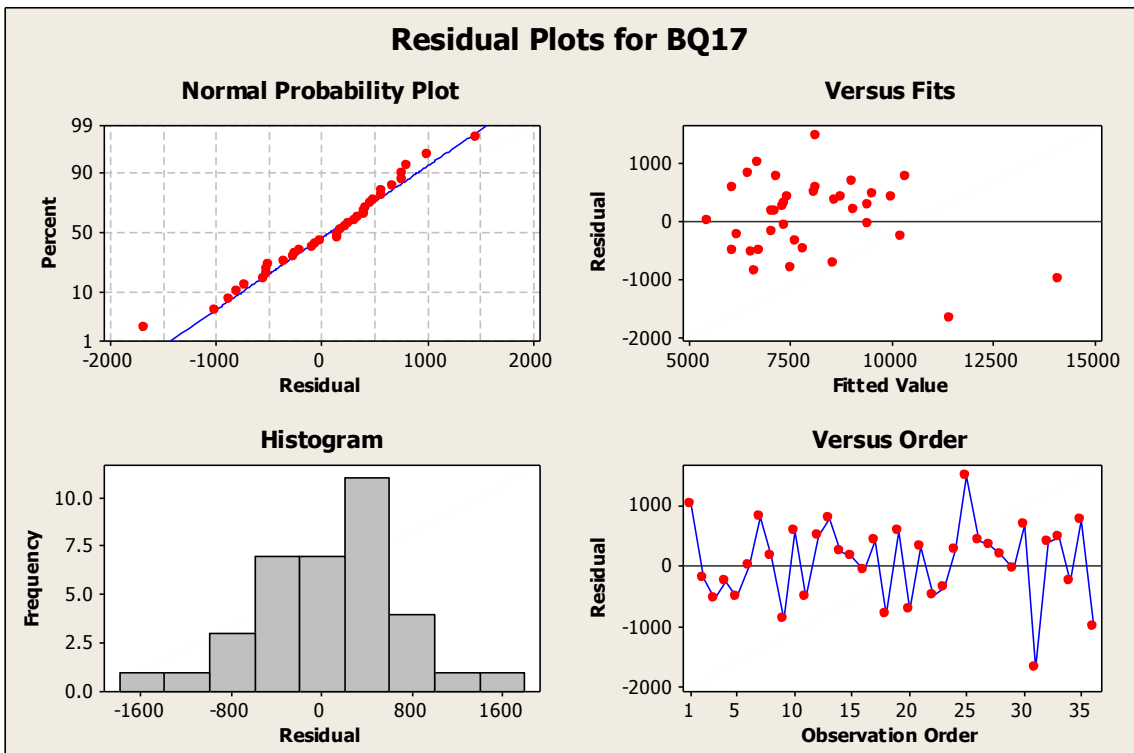 Residual Plots for BQ17
Normal Probability Plot
99
90
50
10
1
Percent
-2000 -1000 0 1000 2000
Residual
Versus Fits
1000
0
-1000
-2000
Residual
5000 7500 10000 12500 15000
Fitted Value
Histogram
10.0
7.5
5.0
2.5
0.0
Frequency
-1600 -800 0 800 1600
Residual
Versus Order
1000
0
-1000
-2000
Residual
1 5 10 15 20 25 30 35
Observation Order